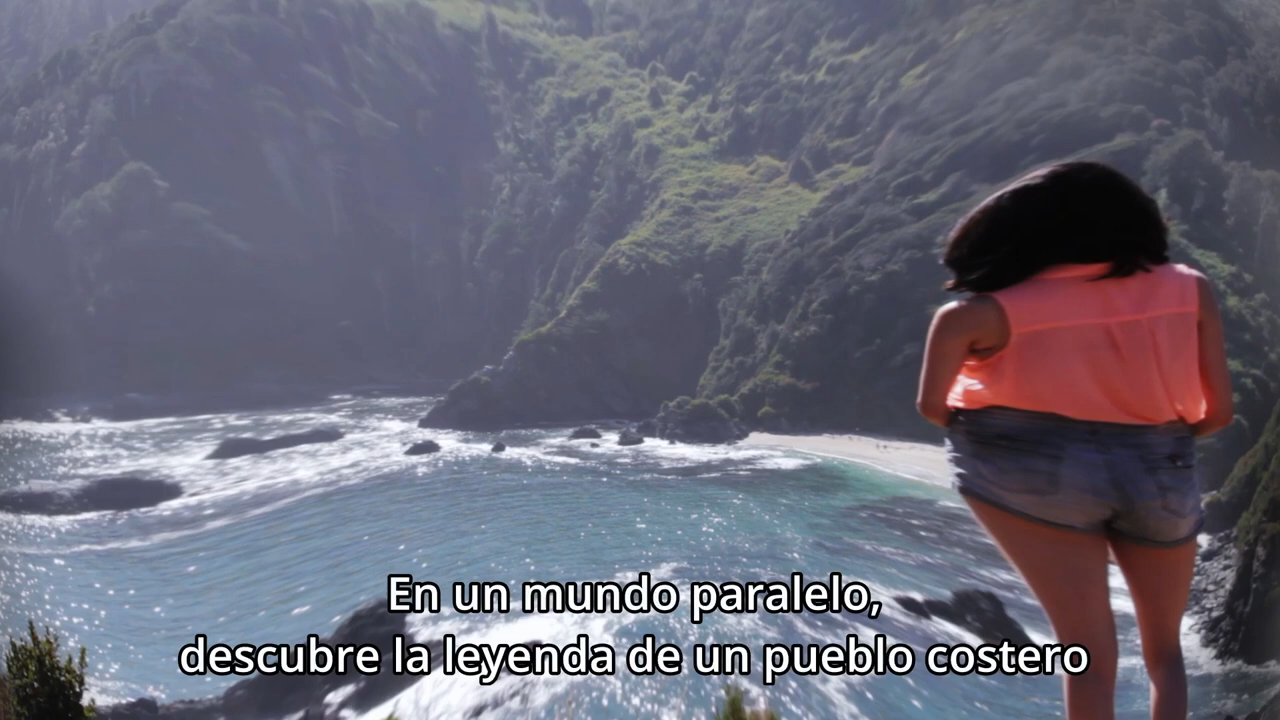 En un mundo paralelo,
descubre la leyenda de un pueblo costero